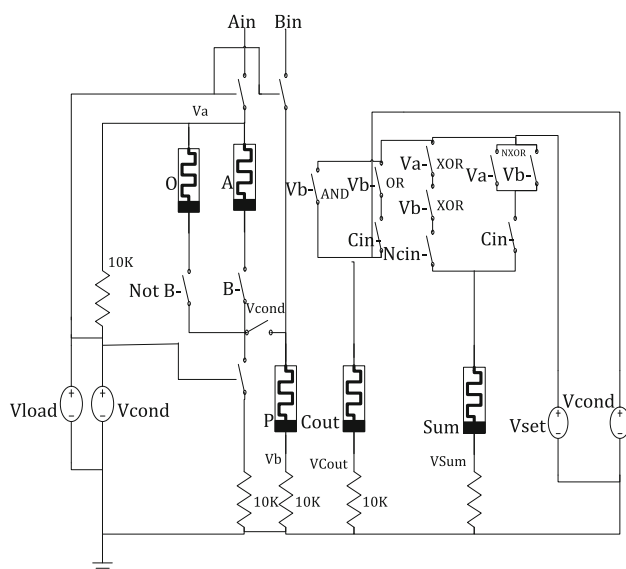 Ain Bin
Va
O A
Vb- AND
Vb- OR
Va- XOR
Vb- XOR
NXOR
Va- Vb-
Cin- Ncin- Cin-
10K
Not B- B-
Vcond
Vload Vcond
P Cout Sum Vset Vcond
Vb VCout VSum
10K 10K 10K
+ + + +
- - - -